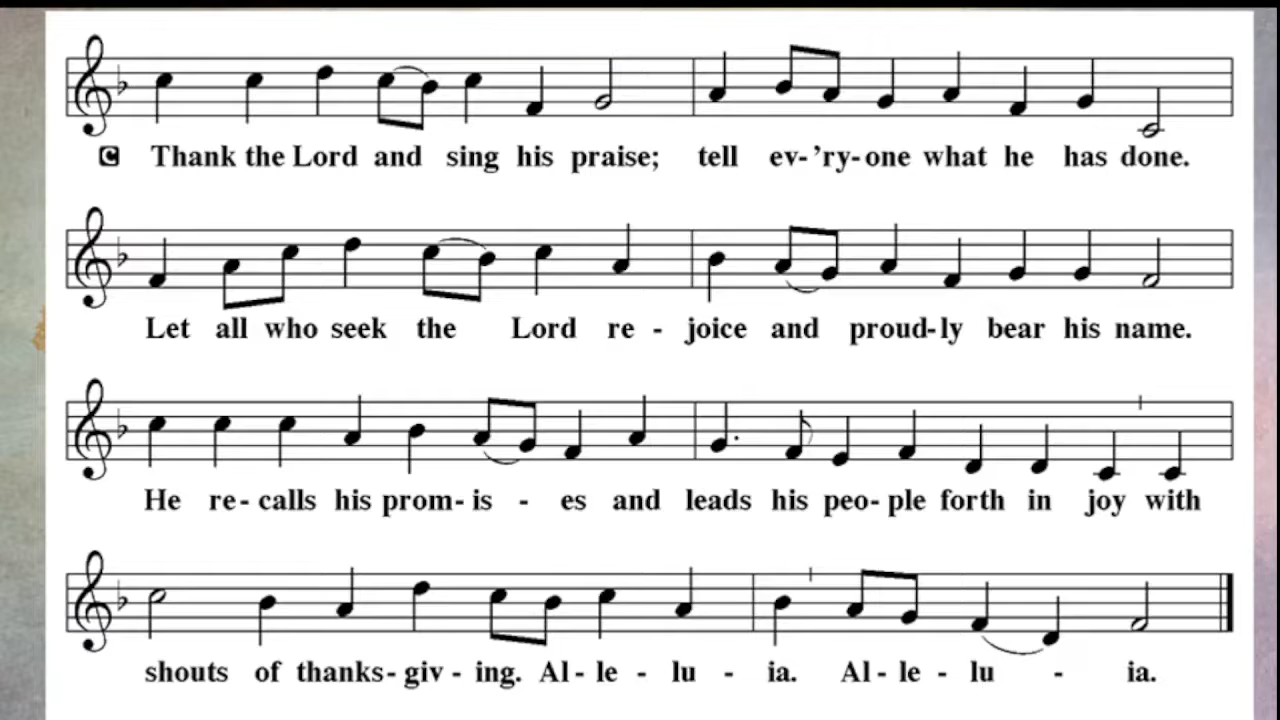 C Thank the Lord and sing his praise; tell ev-'ry-one what he has done.
Let all who seek the Lord re - joice and proud-ly bear his name.
He re-calls his prom-is - es and leads his peo-ple forth in joy with
shouts of thanks-giv-ing. Al-le - lu - ia. Al-le - lu - ia.